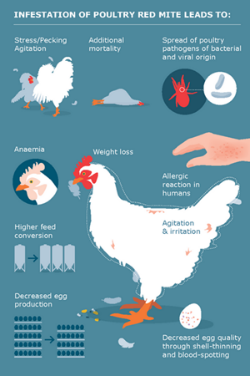 INFESTATION OF POULTRY RED MITE LEADS TO:
Stress/Pecking
Agitation
Additional
mortality
Spread of poultry
pathogens of bacterial
and viral origin
Anaemia
Weight loss
Allergic
reaction in
humans
Agitation
& irritation
Higher feed
conversion
Decreased egg
production
Decreased egg quality
through shell-thinning
and blood-spotting